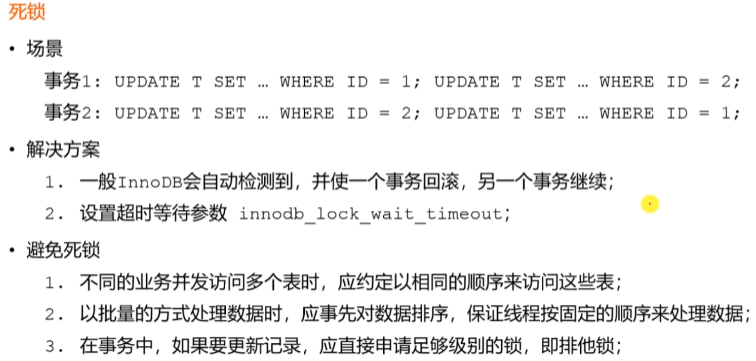 死锁
• 场景
事务1: UPDATE T SET … WHERE ID = 1; UPDATE T SET … WHERE ID = 2;
事务2: UPDATE T SET … WHERE ID = 2; UPDATE T SET … WHERE ID = 1;
• 解决方案
1. 一般InnoDB会自动检测到，并使一个事务回滚，另一个事务继续；
2. 设置超时等待参数 innodb_lock_wait_timeout；
• 避免死锁
1. 不同的业务并发访问多个表时，应约定以相同的顺序来访问这些表；
2. 以批量的方式处理数据时，应事先对数据排序，保证线程按固定的顺序来处理数据；
3. 在事务中，如果要更新记录，应直接申请足够级别的锁，即排他锁；